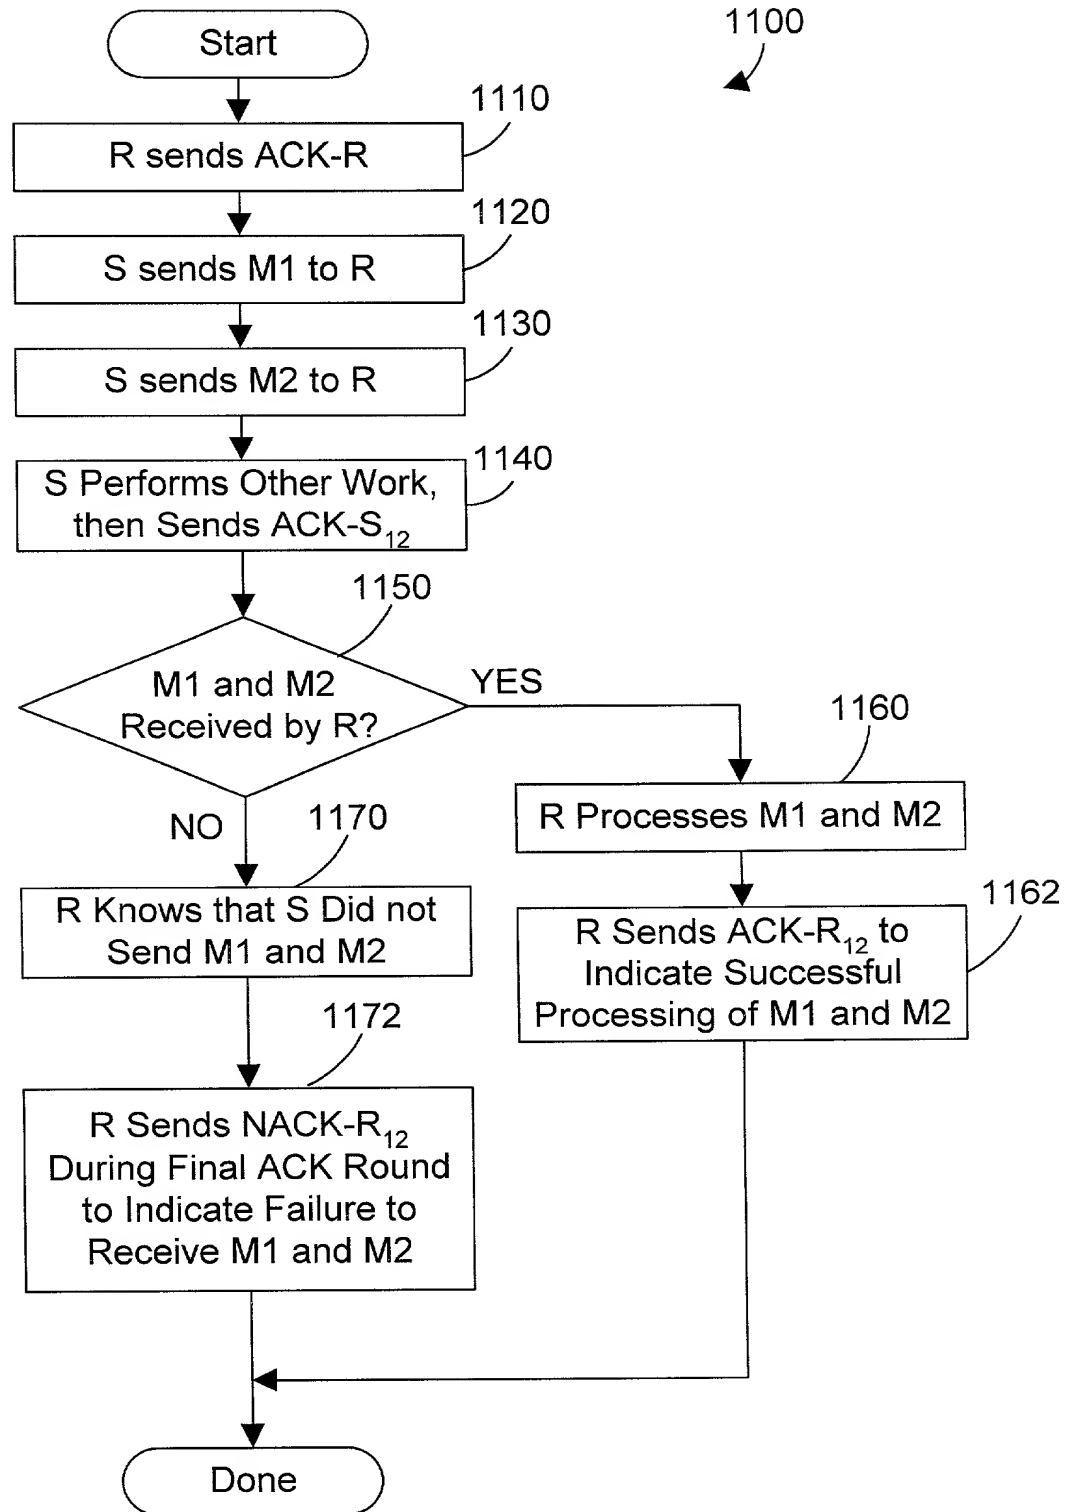 Start
1100
1110
R sends ACK-R
1120
S sends M1 to R
1130
S sends M2 to R
1140
S Performs Other Work,
then Sends ACK-S12
1150
M1 and M2
Received by R?
YES
NO
1160
R Processes M1 and M2
1162
R Sends ACK-R12 to
Indicate Successful
Processing of M1 and M2
1170
R Knows that S Did not
Send M1 and M2
1172
R Sends NACK-R12
During Final ACK Round
to Indicate Failure to
Receive M1 and M2
Done